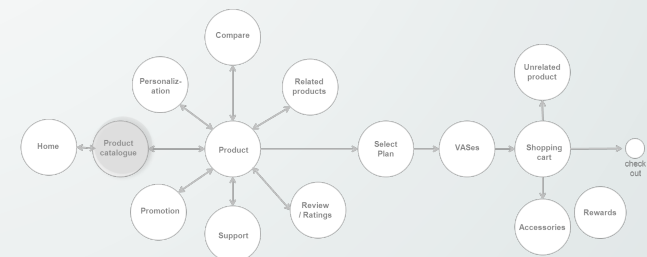 Compare
Personaliz-
ation
Related
products
Unrelated
product
Home
Product
catalogue
Product
Select
Plan
VASes
Shopping
cart
check
out
Promotion
Support
Review
/ Ratings
Accessories
Rewards